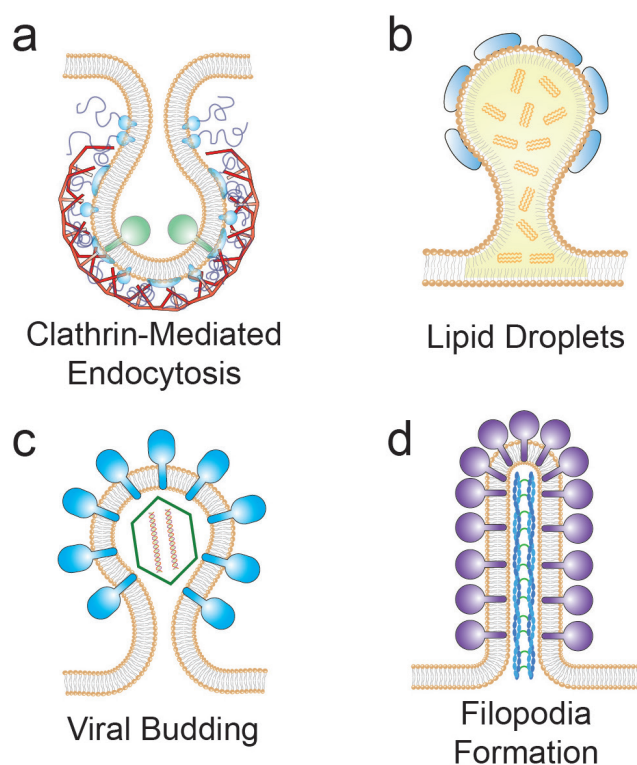 a
Clathrin-Mediated
Endocytosis
b
Lipid Droplets
c
Viral Budding
d
Filopodia
Formation